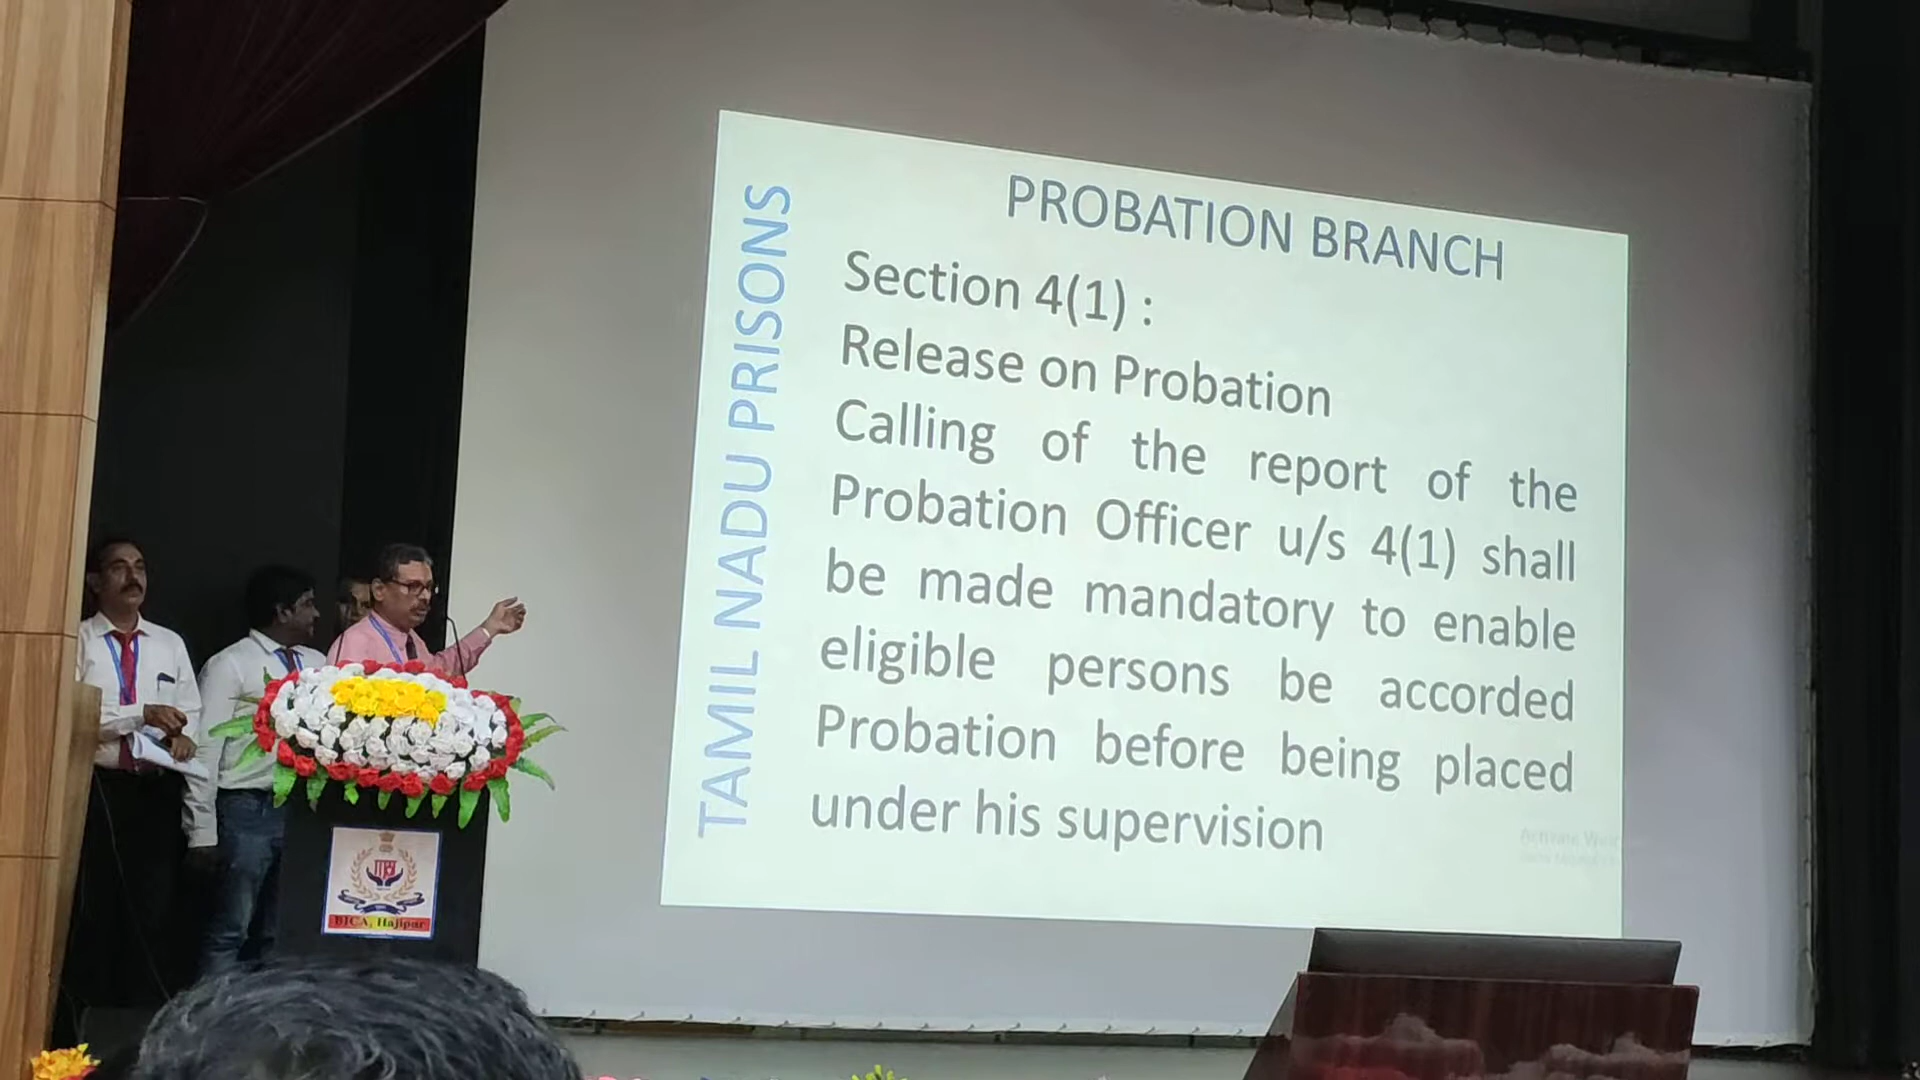 PROBATION BRANCH
TAMIL NADU PRISONS
Section 4(1) :
Release on Probation
Calling of the report of the
Probation Officer u/s 4(1) shall
be made mandatory to enable
eligible persons be accorded
Probation before being placed
under his supervision
BICA, Hajipur